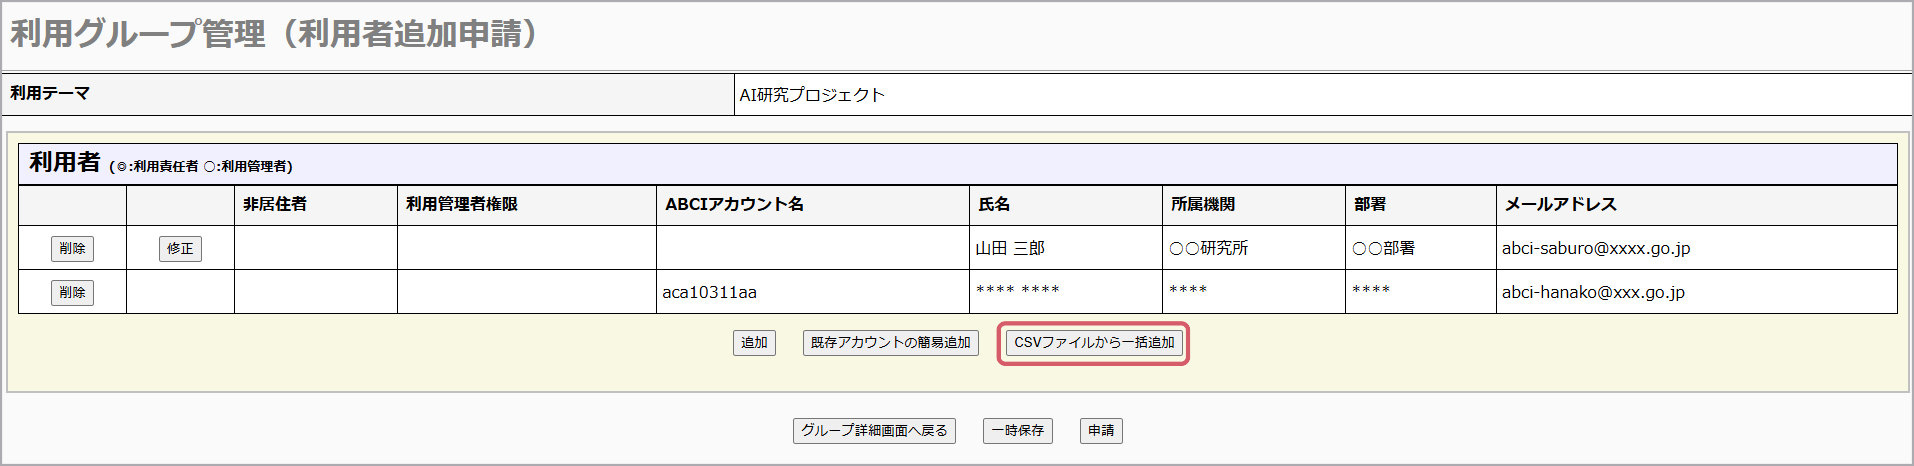 利用グループ管理（利用者追加申請）
利用テーマ AI研究プロジェクト
利用者 (◎:利用責任者 ○:利用管理者)
非居住者 利用管理者権限 ABCIアカウント名 氏名 所属機関 部署 メールアドレス
削除 修正 山田 三郎 ○○研究所 ○○部署 abci-saburo@xxxx.go.jp
削除 aca10311aa **** **** **** **** abci-hanako@xxx.go.jp
追加 既存アカウントの簡易追加 CSVファイルから一括追加
グループ詳細画面へ戻る 一時保存 申請